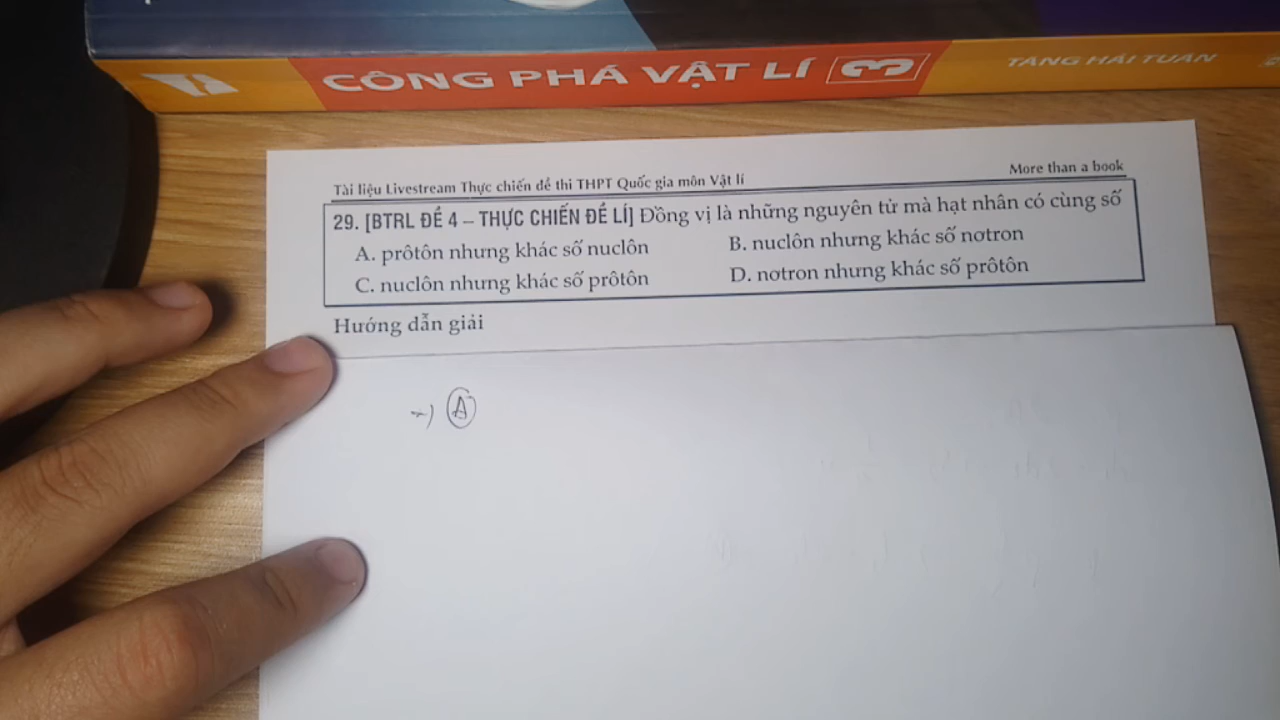 CÔNG PHÁ VẬT LÍ 3 TĂNG HẢI TUÂN
Tài liệu Livestream Thực chiến đề thi THPT Quốc gia môn Vật lí More than a book
29. [BTRL ĐỀ 4 – THỰC CHIẾN ĐỀ LÍ] Đồng vị là những nguyên tử mà hạt nhân có cùng số
A. prôtôn nhưng khác số nuclôn B. nuclôn nhưng khác số nơtron
C. nuclôn nhưng khác số prôtôn D. nơtron nhưng khác số prôtôn
Hướng dẫn giải
A